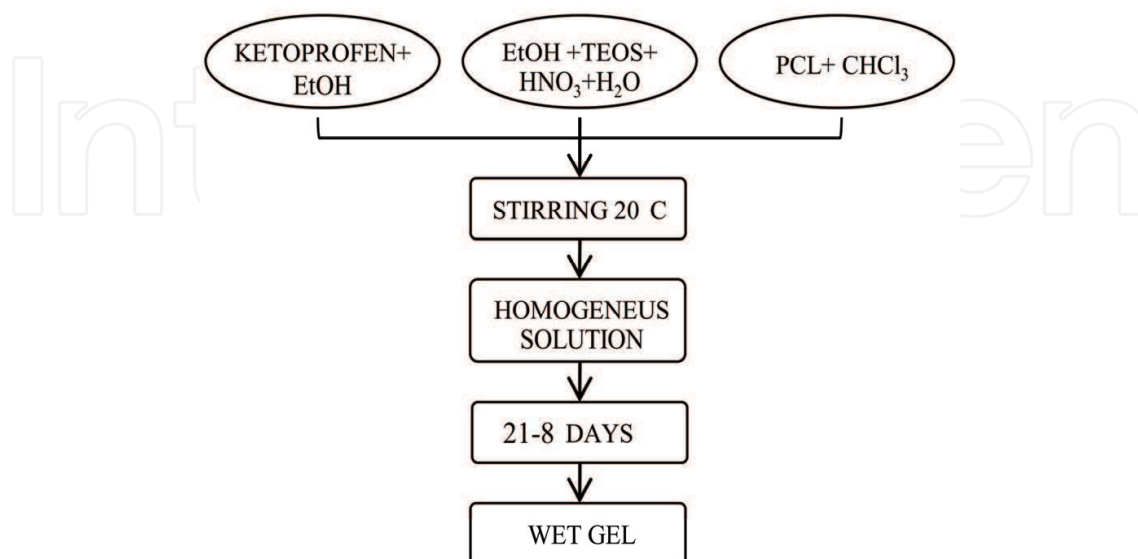 KETOPROFEN+
EtOH
EtOH +TEOS+
HNO₃+H₂O
PCL+ CHCl₃
STIRRING 20 C
HOMOGENEUS
SOLUTION
21-8 DAYS
WET GEL